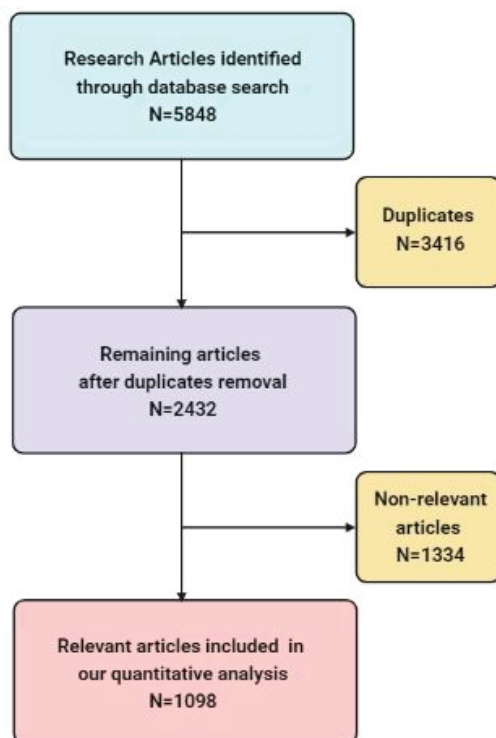 Research Articles identified
through database search
N=5848
Duplicates
N=3416
Remaining articles
after duplicates removal
N=2432
Non-relevant
articles
N=1334
Relevant articles included in
our quantitative analysis
N=1098